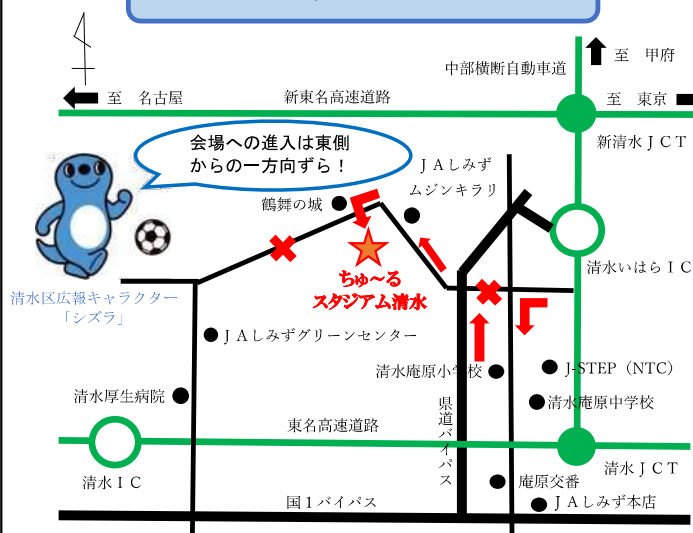 中部横断自動車道
至 甲府
至 名古屋
新東名高速道路
至 東京
新清水JCT
会場への進入は東側
からの一方向ずら！
JAしみず
ムジンキラリ
鶴舞の城
清水いはらIC
ちゅ～る
スタジアム清水
清水区広報キャラクター
「シズラ」
JAしみずグリーンセンター
清水庵原小学校
J-STEP（NTC）
清水厚生病院
清水庵原中学校
県道バイパス
東名高速道路
清水IC
清水JCT
庵原交番
国1バイパス
JAしみず本店